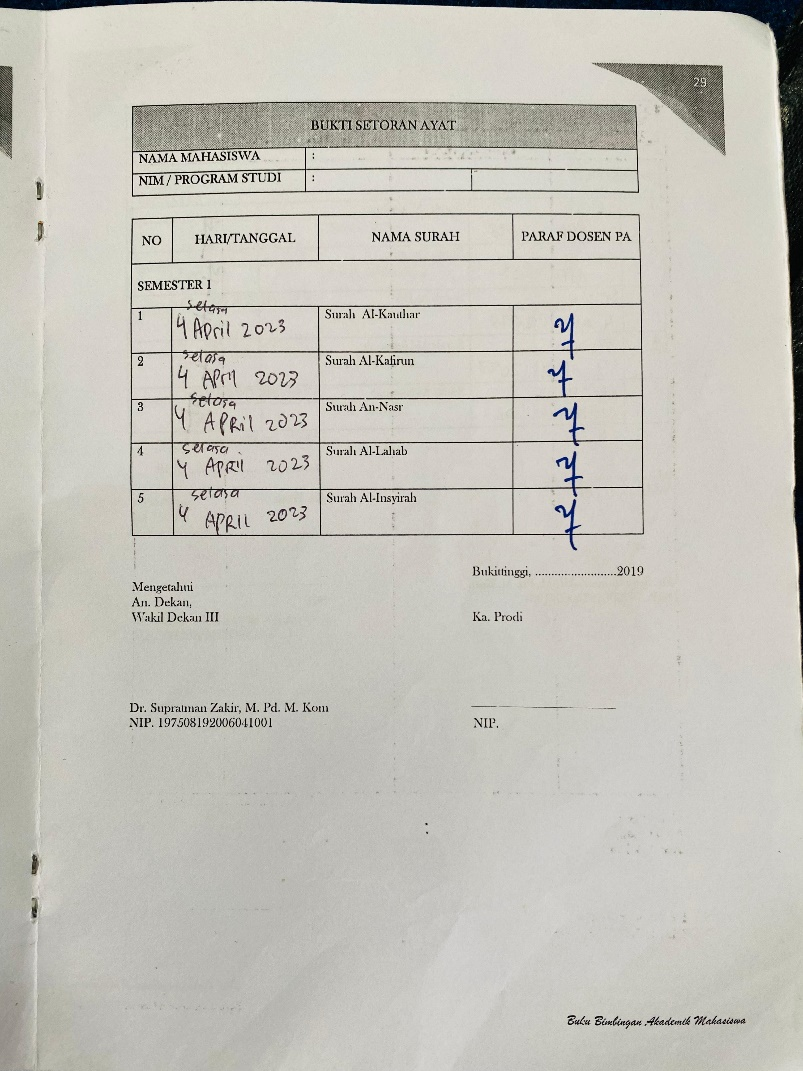 29
BUKTI SETORAN AYAT
NAMA MAHASISWA :
NIM / PROGRAM STUDI :
NO HARI/TANGGAL NAMA SURAH PARAF DOSEN PA
SEMESTER I
1 selasa 4 April 2023 Surah Al-Kauthar
2 selasa 4 APril 2023 Surah Al-Kafirun
3 selasa 4 APRil 2023 Surah An-Nasr
4 selasa 4 APRIl 2023 Surah Al-Lahab
5 selasa 4 APRIL 2023 Surah Al-Insyirah
Bukittinggi, .........................2019
Mengetahui
An. Dekan,
Wakil Dekan III Ka. Prodi
Dr. Supratman Zakir, M. Pd. M. Kom
NIP. 197508192006041001 NIP.
Buku Bimbingan Akademik Mahasiswa